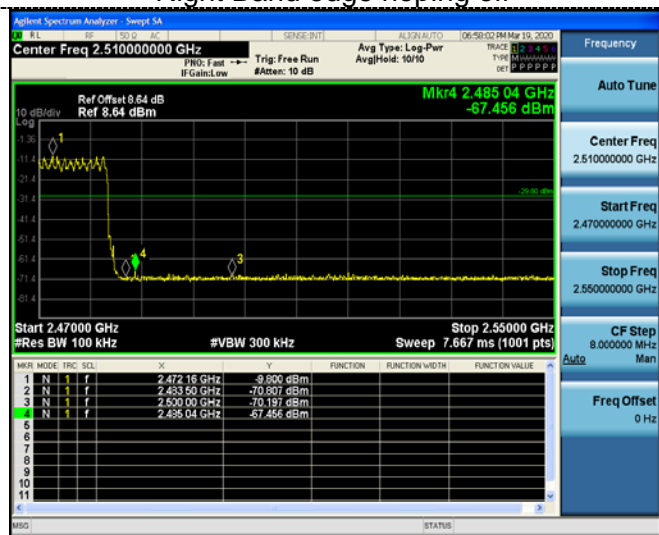 Agilent Spectrum Analyzer - Swept SA
RL RF 50 Ω AC SENSE:INT ALIGN AUTO 06:58:02 PM Mar 19, 2020
Center Freq 2.510000000 GHz
PNO: Fast Trig: Free Run
IFGain:Low #Atten: 10 dB
Avg Type: Log-Pwr
Avg|Hold: 10/10
TRACE 1 2 3 4 5 6
TYPE M
DET P P P P P P
Frequency
Mkr4 2.485 04 GHz
-67.456 dBm
Ref Offset 8.64 dB
10 dB/div Ref 8.64 dBm
Log
-1.36
-11.4
-21.4
-31.4
-41.4
-51.4
-61.4
-71.4
-81.4
1
4
3
-29.80 dBm
Start 2.47000 GHz Stop 2.55000 GHz
#Res BW 100 kHz #VBW 300 kHz Sweep 7.667 ms (1001 pts)
MKR MODE TRC SCL X Y FUNCTION FUNCTION WIDTH FUNCTION VALUE
1 N 1 f 2.472 16 GHz -9.800 dBm
2 N 1 f 2.483 50 GHz -70.807 dBm
3 N 1 f 2.500 00 GHz -70.197 dBm
4 N 1 f 2.485 04 GHz -67.456 dBm
5
6
7
8
9
10
11
MSG STATUS
Auto Tune
Center Freq
2.510000000 GHz
Start Freq
2.470000000 GHz
Stop Freq
2.550000000 GHz
CF Step
8.000000 MHz
Auto Man
Freq Offset
0 Hz